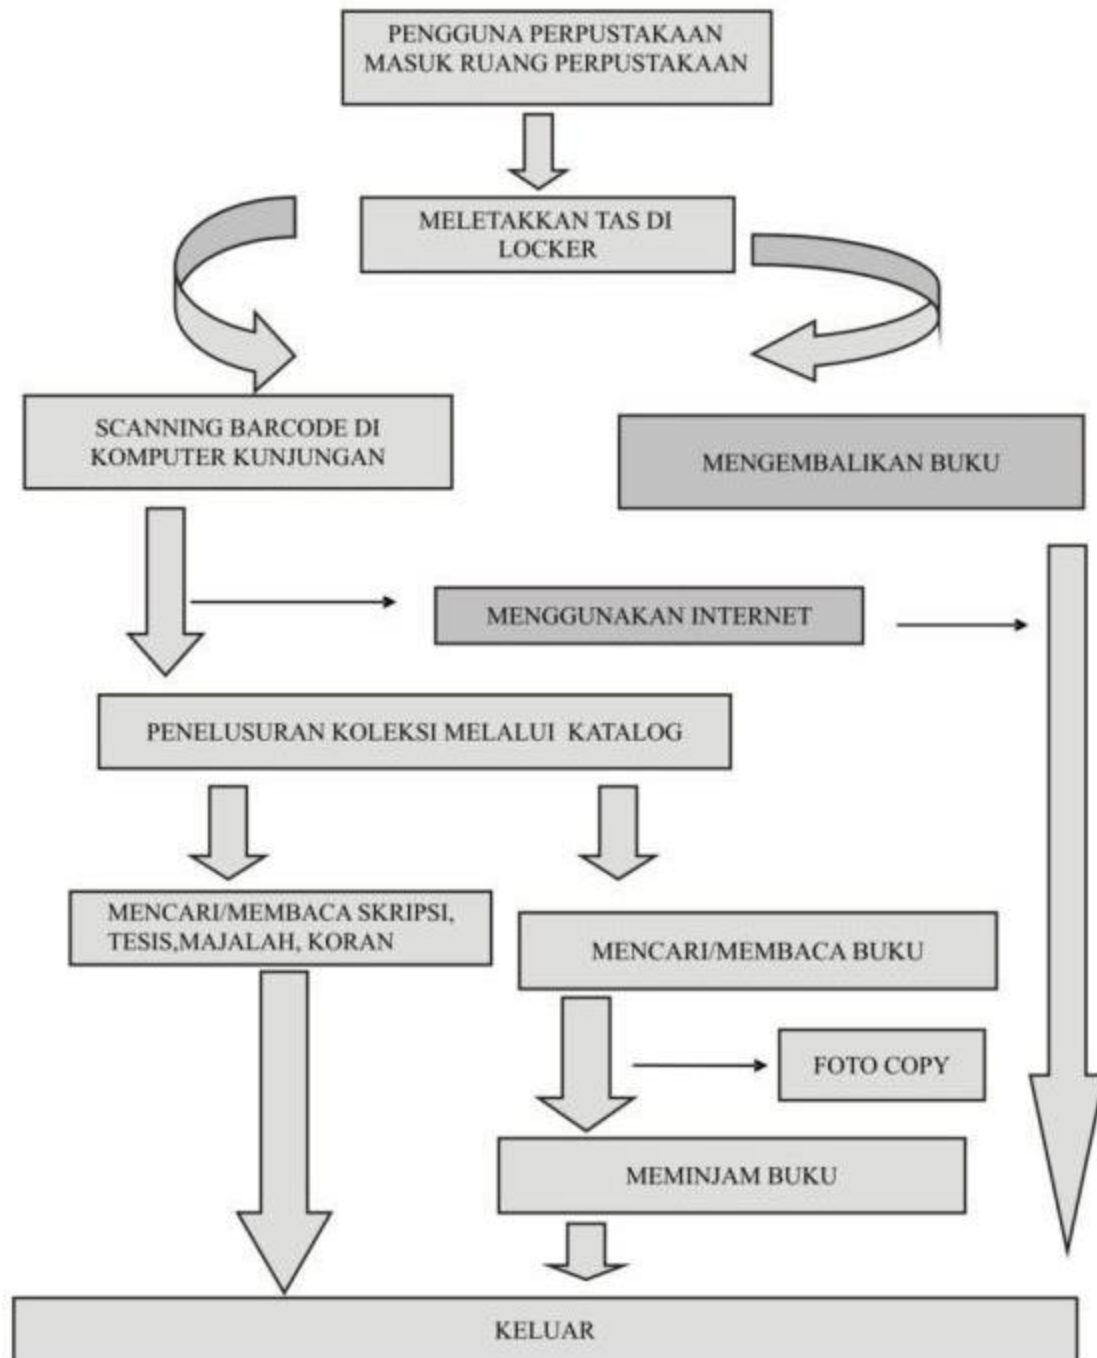 PENGGUNA PERPUSTAKAAN
MASUK RUANG PERPUSTAKAAN
MELETAKKAN TAS DI
LOCKER
SCANNING BARCODE DI
KOMPUTER KUNJUNGAN
MENGEMBALIKAN BUKU
MENGGUNAKAN INTERNET
PENELUSURAN KOLEKSI MELALUI KATALOG
MENCARI/MEMBACA SKRIPSI,
TESIS,MAJALAH, KORAN
MENCARI/MEMBACA BUKU
FOTO COPY
MEMINJAM BUKU
KELUAR